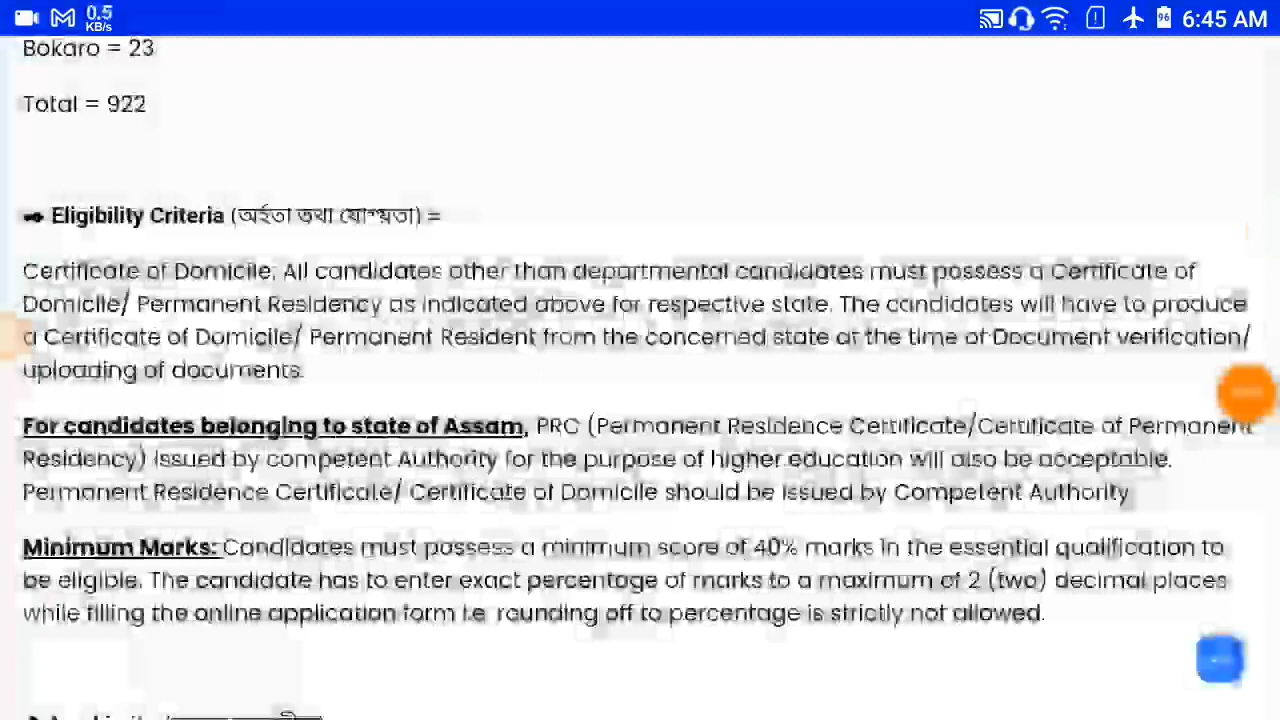 0.5
KB/s
96
6:45 AM
Bokaro = 23
Total = 922
Eligibility Criteria (অৰ্হতা তথা যোগ্যতা) =
Certificate of Domicile: All candidates other than departmental candidates must possess a Certificate of
Domicile/ Permanent Residency as indicated above for respective state. The candidates will have to produce
a Certificate of Domicile/ Permanent Resident from the concerned state at the time of Document verification/
uploading of documents.
For candidates belonging to state of Assam, PRC (Permanent Residence Certificate/Certificate of Permanent
Residency) issued by competent Authority for the purpose of higher education will also be acceptable.
Permanent Residence Certificate/ Certificate of Domicile should be issued by Competent Authority
Minimum Marks: Candidates must possess a minimum score of 40% marks in the essential qualification to
be eligible. The candidate has to enter exact percentage of marks to a maximum of 2 (two) decimal places
while filling the online application form i.e. rounding off to percentage is strictly not allowed.